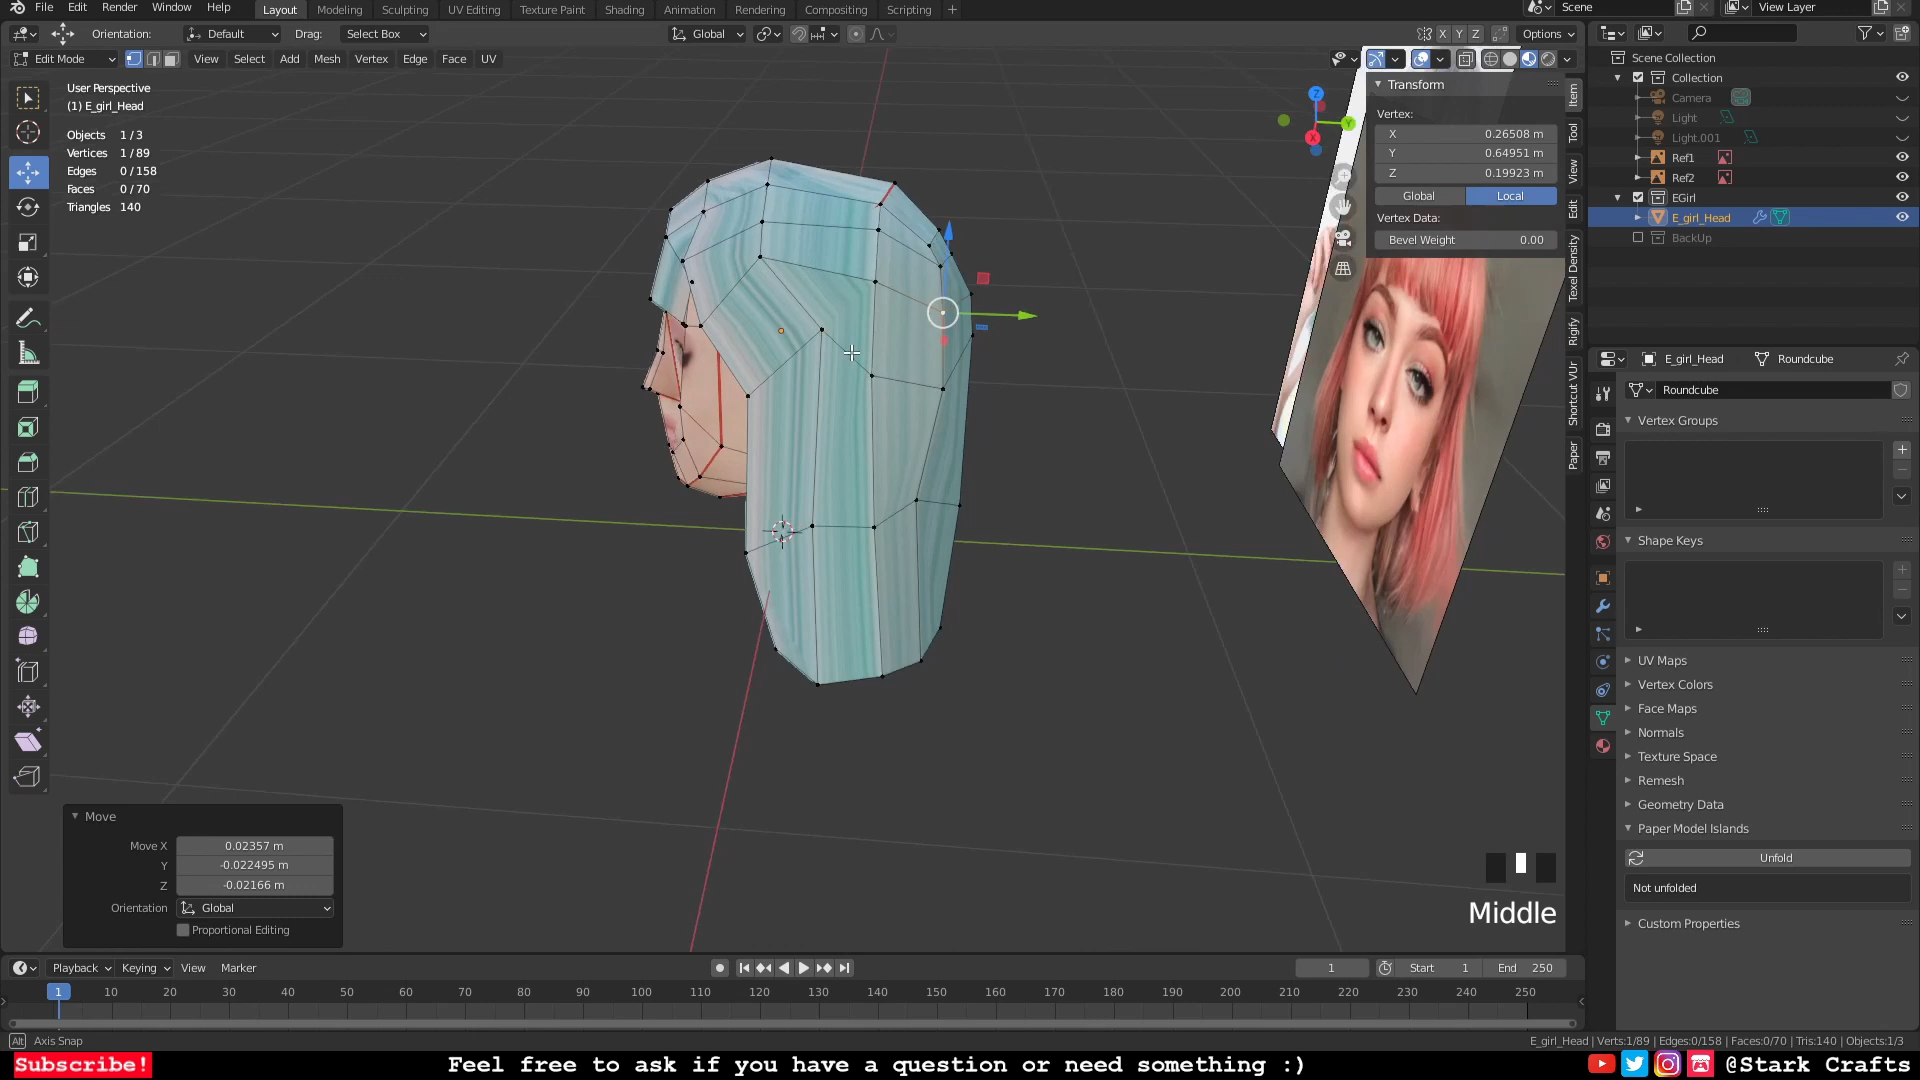 File Edit Render Window Help Layout Modeling Sculpting UV Editing Texture Paint Shading Animation Rendering Compositing Scripting + Scene View Layer
Orientation: Default Drag: Select Box Global X Y Z Options
Edit Mode View Select Add Mesh Vertex Edge Face UV
User Perspective
(1) E_girl_Head
Objects 1 / 3
Vertices 1 / 89
Edges 0 / 158
Faces 0 / 70
Triangles 140
Z
Y
X
Transform
Vertex:
X 0.26508 m
Y 0.64951 m
Z 0.19923 m
Global Local
Vertex Data:
Bevel Weight 0.00
Item
Tool
View
Edit
Texel Density
Rigify
Shortcut VUr
Paper
Scene Collection
Collection
Camera
Light
Light.001
Ref1
Ref2
EGirl
E_girl_Head
BackUp
E_girl_Head Roundcube
Roundcube
Vertex Groups
Shape Keys
UV Maps
Vertex Colors
Face Maps
Normals
Texture Space
Remesh
Geometry Data
Paper Model Islands
Unfold
Not unfolded
Custom Properties
Move
Move X 0.02357 m
Y -0.022495 m
Z -0.02166 m
Orientation Global
Proportional Editing
Middle
Playback Keying View Marker 1 Start 1 End 250
1 10 20 30 40 50 60 70 80 90 100 110 120 130 140 150 160 170 180 190 200 210 220 230 240 250
Alt Axis Snap E_girl_Head | Verts:1/89 | Edges:0/158 | Faces:0/70 | Tris:140 | Objects:1/3
Subscribe! Feel free to ask if you have a question or need something :) @Stark Crafts